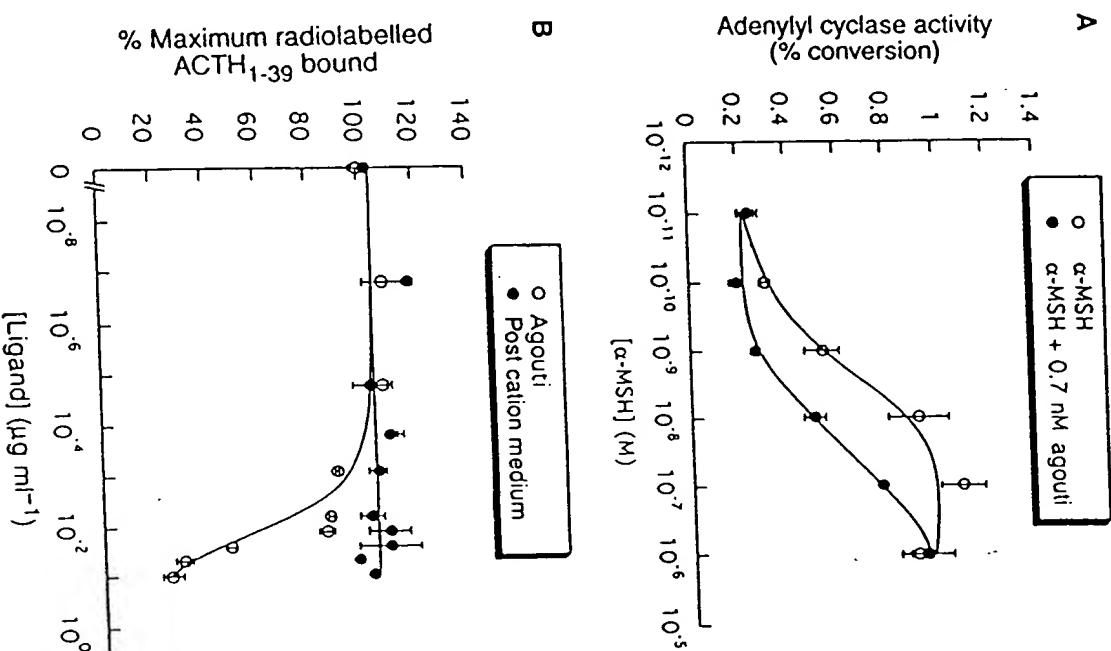 A
Adenylyl cyclase activity
(% conversion)
1.4
1.2
1
0.8
0.6
0.4
0.2
0
10⁻¹² 10⁻¹¹ 10⁻¹⁰ 10⁻⁹ 10⁻⁸ 10⁻⁷ 10⁻⁶ 10⁻⁵
[α-MSH] (M)
○ α-MSH
● α-MSH + 0.7 nM agouti
B
% Maximum radiolabelled
ACTH₁₋₃₉ bound
140
120
100
80
60
40
20
0
0 10⁻⁸ 10⁻⁶ 10⁻⁴ 10⁻² 10⁰
[Ligand] (μg ml⁻¹)
○ Agouti
● Post cation medium